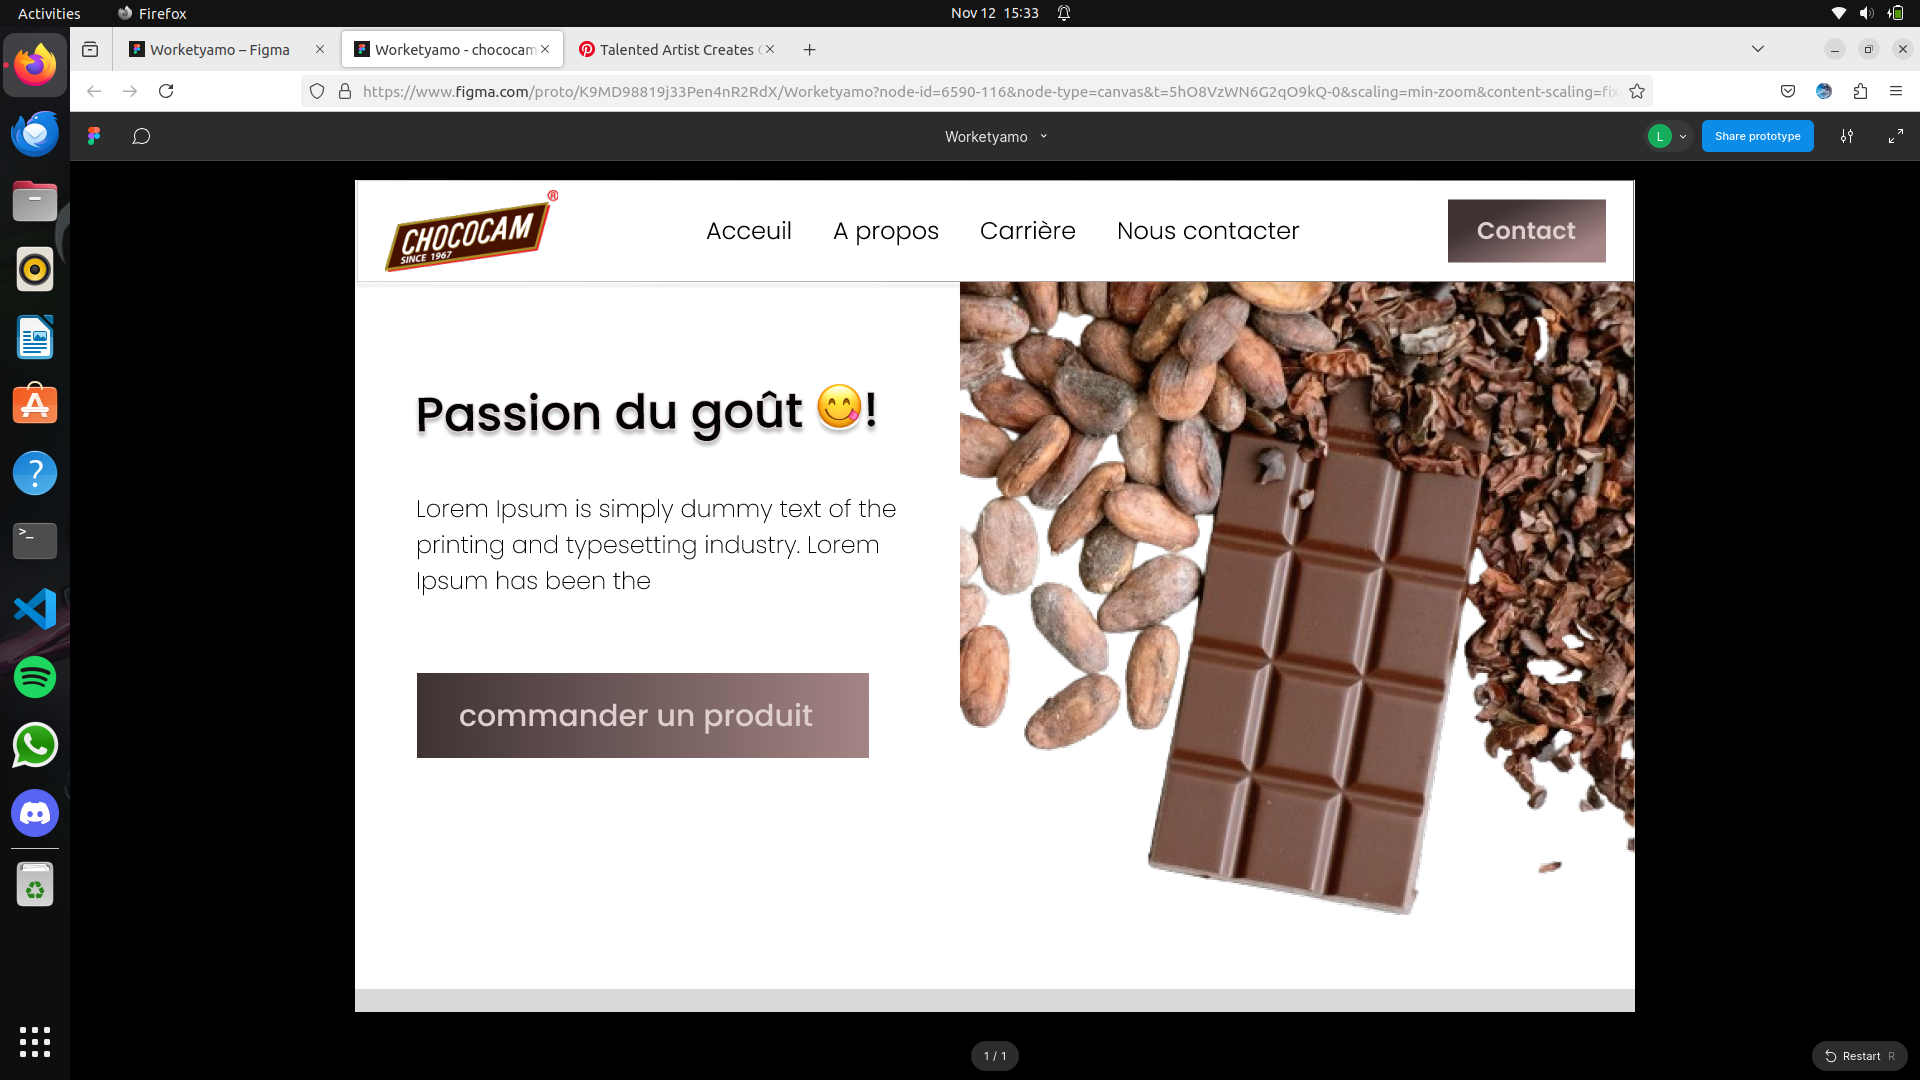 Activities
Firefox
Nov 12 15:33
Worketyamo – Figma
Worketyamo - chococam
Talented Artist Creates
https://www.figma.com/proto/K9MD98819j33Pen4nR2RdX/Worketyamo?node-id=6590-116&node-type=canvas&t=5hO8VzWN6G2qO9kQ-0&scaling=min-zoom&content-scaling=fix
Worketyamo
L
Share prototype
CHOCOCAM ®
SINCE 1967
Acceuil
A propos
Carrière
Nous contacter
Contact
Passion du goût 😋!
Lorem Ipsum is simply dummy text of the
printing and typesetting industry. Lorem
Ipsum has been the
commander un produit
1 / 1
Restart R